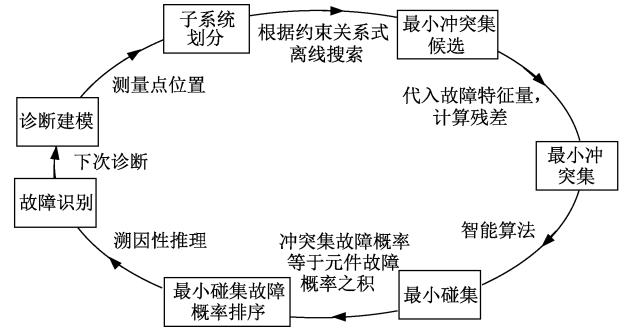 子系统
划分
根据约束关系式
离线搜索
最小冲突集
候选
代入故障特征量，
计算残差
最小冲
突集
智能算法
最小碰集
冲突集故障概率
等于元件故障
概率之积
最小碰集故障
概率排序
溯因性推理
故障识别
下次诊断
诊断建模
测量点位置